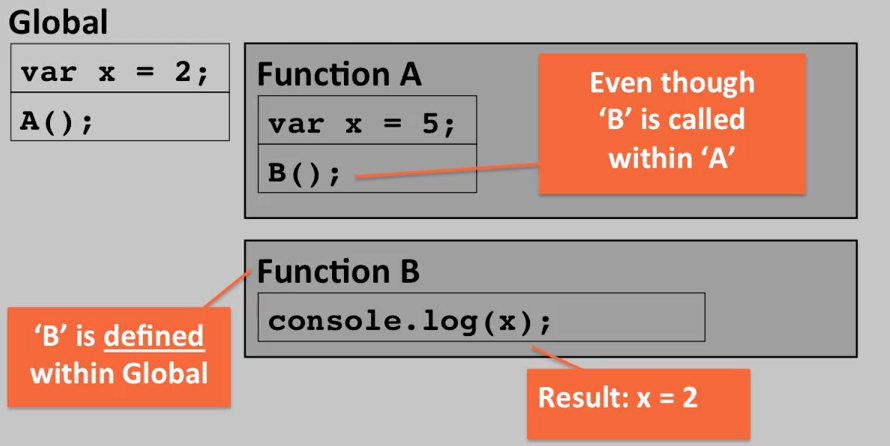 Global
var x = 2;
A();
Function A
var x = 5;
B();
Even though
‘B’ is called
within ‘A’
Function B
console.log(x);
‘B’ is defined
within Global
Result: x = 2